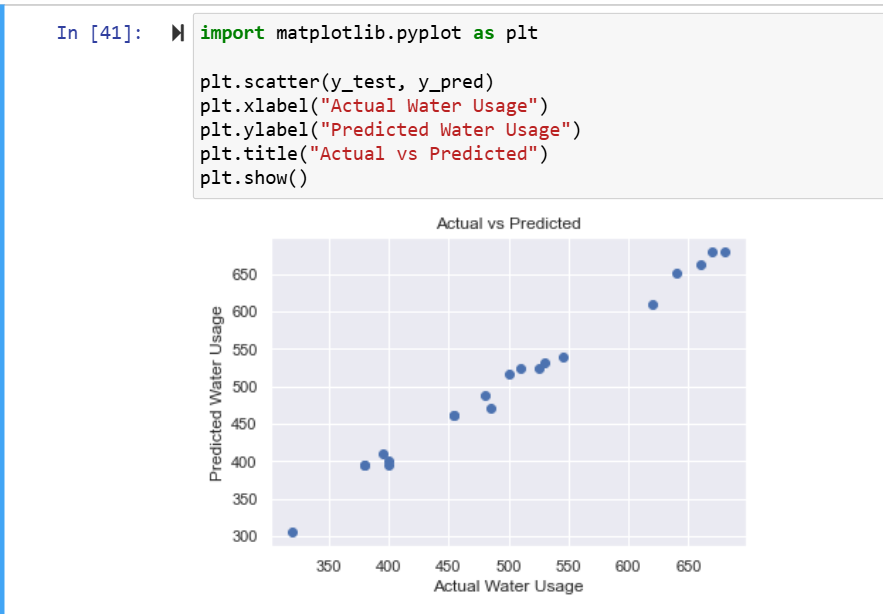 In [41]:
import matplotlib.pyplot as plt
plt.scatter(y_test, y_pred)
plt.xlabel("Actual Water Usage")
plt.ylabel("Predicted Water Usage")
plt.title("Actual vs Predicted")
plt.show()
Actual vs Predicted
Predicted Water Usage
650
600
550
500
450
400
350
300
350 400 450 500 550 600 650
Actual Water Usage